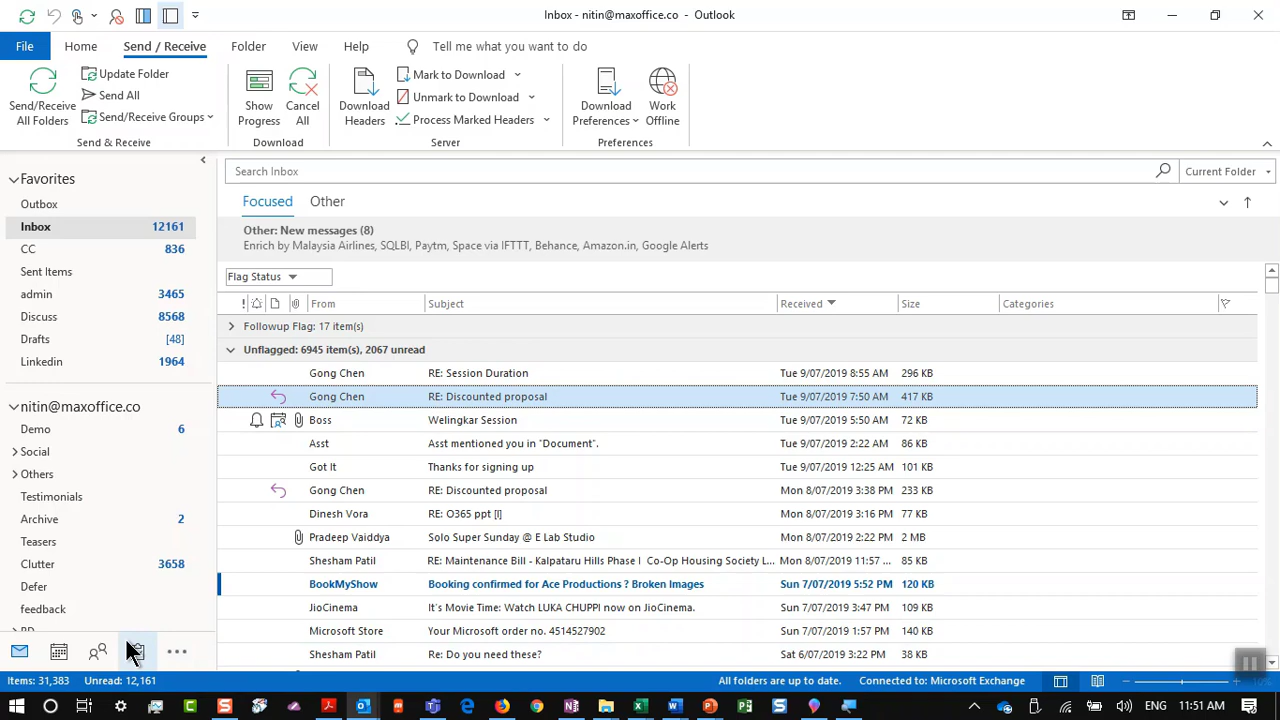 Inbox - nitin@maxoffice.co - Outlook
File Home Send / Receive Folder View Help Tell me what you want to do
Send/Receive All Folders
Update Folder
Send All
Send/Receive Groups
Send & Receive
Show Progress
Cancel All
Download
Download Headers
Mark to Download
Unmark to Download
Process Marked Headers
Server
Download Preferences
Work Offline
Preferences
Favorites
Outbox
Inbox 12161
CC 836
Sent Items
admin 3465
Discuss 8568
Drafts [48]
Linkedin 1964
nitin@maxoffice.co
Demo 6
Social
Others
Testimonials
Archive 2
Teasers
Clutter 3658
Defer
feedback
Search Inbox Current Folder
Focused Other
Other: New messages (8)
Enrich by Malaysia Airlines, SQLBI, Paytm, Space via IFTTT, Behance, Amazon.in, Google Alerts
Flag Status
! From Subject Received Size Categories
Followup Flag: 17 item(s)
Unflagged: 6945 item(s), 2067 unread
Gong Chen RE: Session Duration Tue 9/07/2019 8:55 AM 296 KB
Gong Chen RE: Discounted proposal Tue 9/07/2019 7:50 AM 417 KB
Boss Welingkar Session Tue 9/07/2019 5:50 AM 72 KB
Asst Asst mentioned you in "Document". Tue 9/07/2019 2:22 AM 86 KB
Got It Thanks for signing up Tue 9/07/2019 12:25 AM 101 KB
Gong Chen RE: Discounted proposal Mon 8/07/2019 3:38 PM 233 KB
Dinesh Vora RE: O365 ppt [I] Mon 8/07/2019 3:16 PM 77 KB
Pradeep Vaiddya Solo Super Sunday @ E Lab Studio Mon 8/07/2019 2:22 PM 2 MB
Shesham Patil RE: Maintenance Bill - Kalpataru Hills Phase I Co-Op Housing Society L... Mon 8/07/2019 11:57 ... 85 KB
BookMyShow Booking confirmed for Ace Productions ? Broken Images Sun 7/07/2019 5:52 PM 120 KB
JioCinema It's Movie Time: Watch LUKA CHUPPI now on JioCinema. Sun 7/07/2019 3:47 PM 109 KB
Microsoft Store Your Microsoft order no. 4514527902 Sun 7/07/2019 1:57 PM 140 KB
Shesham Patil Re: Do you need these? Sat 6/07/2019 3:22 PM 38 KB
Items: 31,383 Unread: 12,161 All folders are up to date. Connected to: Microsoft Exchange
11:51 AM